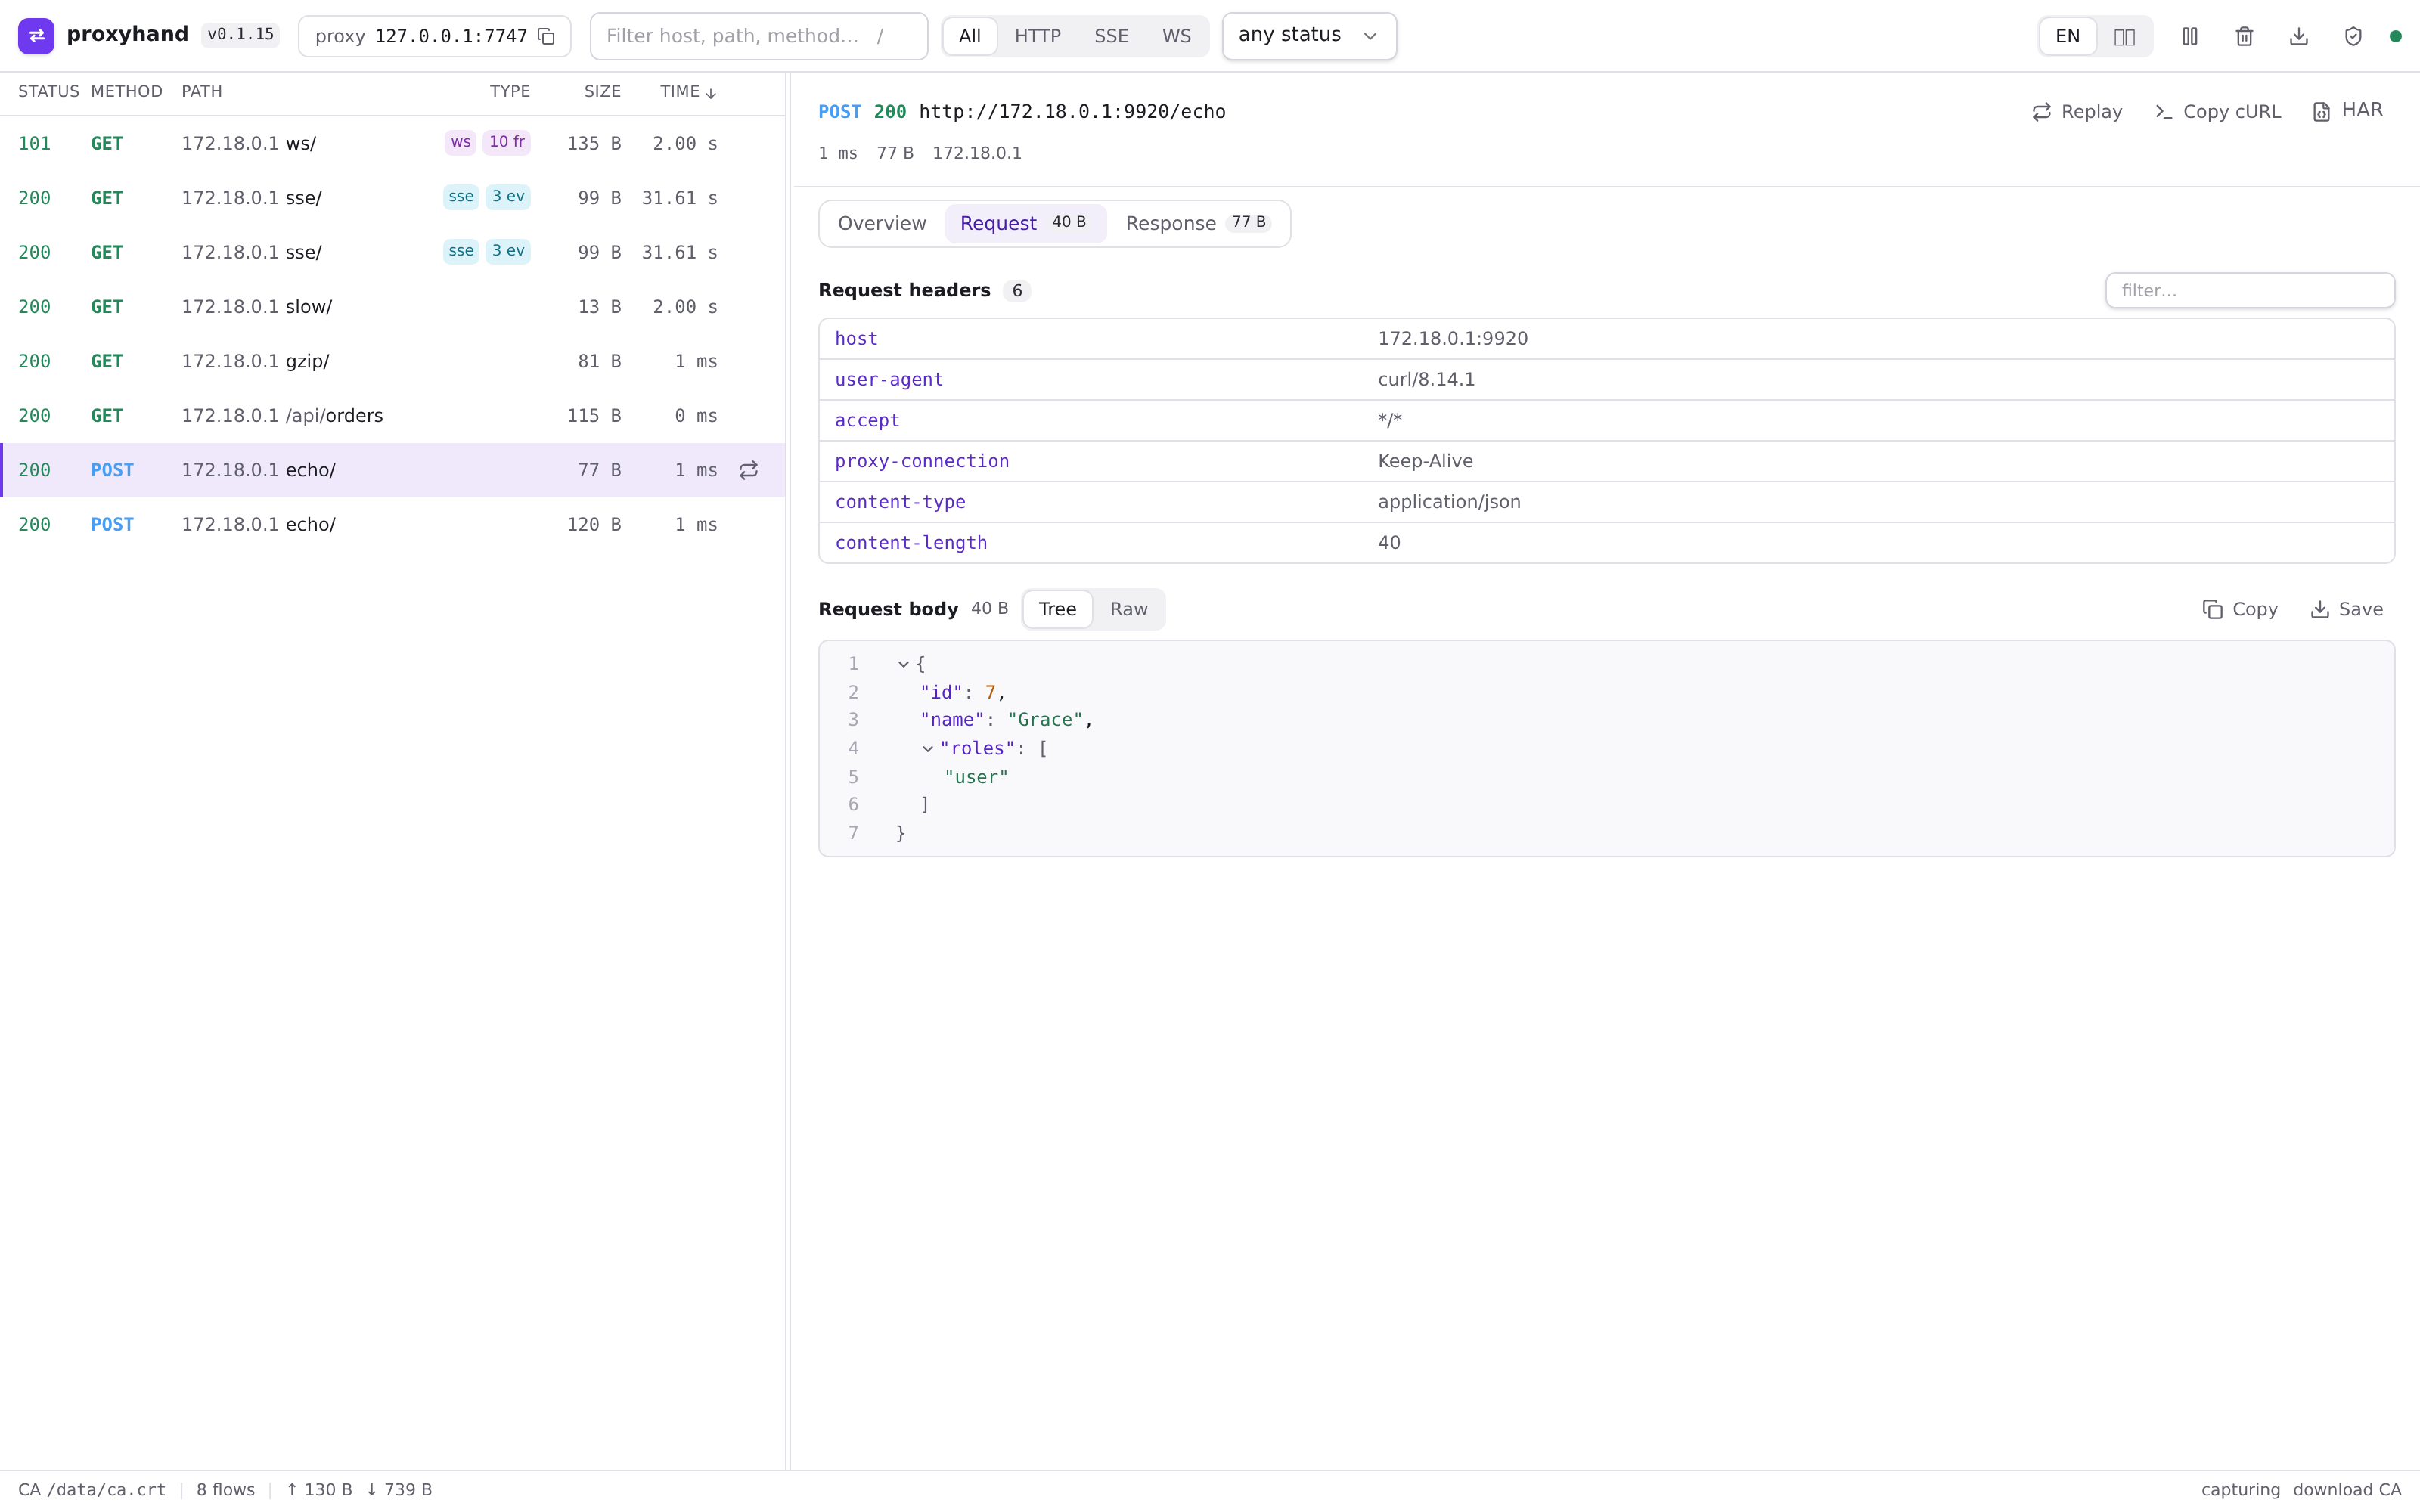 proxyhand v0.1.15 proxy 127.0.0.1:7747 Filter host, path, method... / All HTTP SSE WS any status EN
STATUS METHOD PATH TYPE SIZE TIME ↓
101 GET 172.18.0.1 ws/ ws 10 fr 135 B 2.00 s
200 GET 172.18.0.1 sse/ sse 3 ev 99 B 31.61 s
200 GET 172.18.0.1 sse/ sse 3 ev 99 B 31.61 s
200 GET 172.18.0.1 slow/ 13 B 2.00 s
200 GET 172.18.0.1 gzip/ 81 B 1 ms
200 GET 172.18.0.1 /api/orders 115 B 0 ms
200 POST 172.18.0.1 echo/ 77 B 1 ms
200 POST 172.18.0.1 echo/ 120 B 1 ms
POST 200 http://172.18.0.1:9920/echo Replay Copy cURL HAR
1 ms 77 B 172.18.0.1
Overview Request 40 B Response 77 B
Request headers 6 filter...
host 172.18.0.1:9920
user-agent curl/8.14.1
accept */*
proxy-connection Keep-Alive
content-type application/json
content-length 40
Request body 40 B Tree Raw Copy Save
1 {
2 "id": 7,
3 "name": "Grace",
4 "roles": [
5 "user"
6 ]
7 }
CA /data/ca.crt 8 flows ↑ 130 B ↓ 739 B capturing download CA